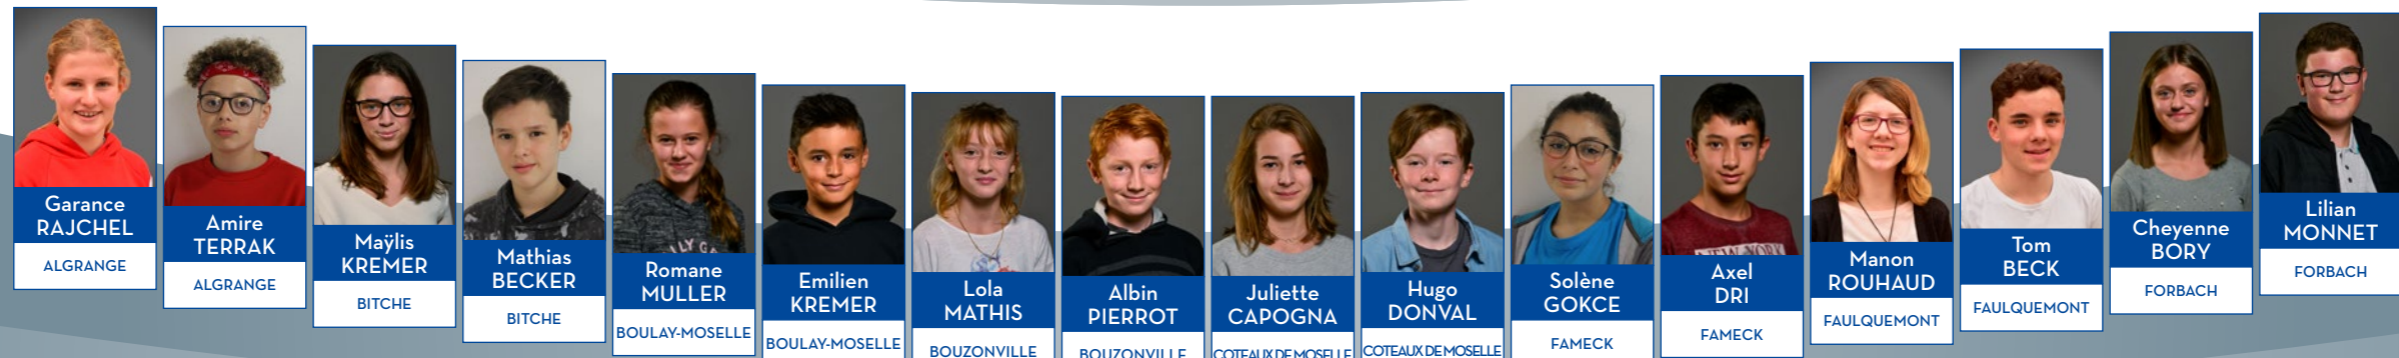 Garance
RAJCHEL
ALGRANGE
Amire
TERRAK
ALGRANGE
Maÿlis
KREMER
BITCHE
Mathias
BECKER
BITCHE
Romane
MULLER
BOULAY-MOSELLE
Emilien
KREMER
BOULAY-MOSELLE
Lola
MATHIS
BOUZONVILLE
Albin
PIERROT
BOUZONVILLE
Juliette
CAPOGNA
COTEAUX DE MOSELLE
Hugo
DONVAL
COTEAUX DE MOSELLE
Solène
GOKCE
FAMECK
NEW YORK
Axel
DRI
FAMECK
Manon
ROUHAUD
FAULQUEMONT
Tom
BECK
FAULQUEMONT
Cheyenne
BORY
FORBACH
Lilian
MONNET
FORBACH